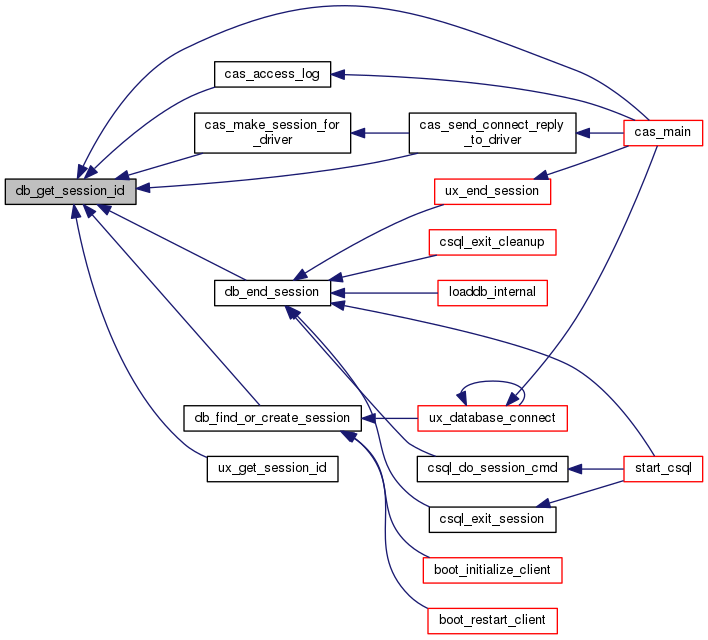 cas_access_log
cas_make_session_for
_driver
cas_send_connect_reply
_to_driver
cas_main
db_get_session_id
ux_end_session
csql_exit_cleanup
db_end_session
loaddb_internal
db_find_or_create_session
ux_database_connect
ux_get_session_id
csql_do_session_cmd
start_csql
csql_exit_session
boot_initialize_client
boot_restart_client